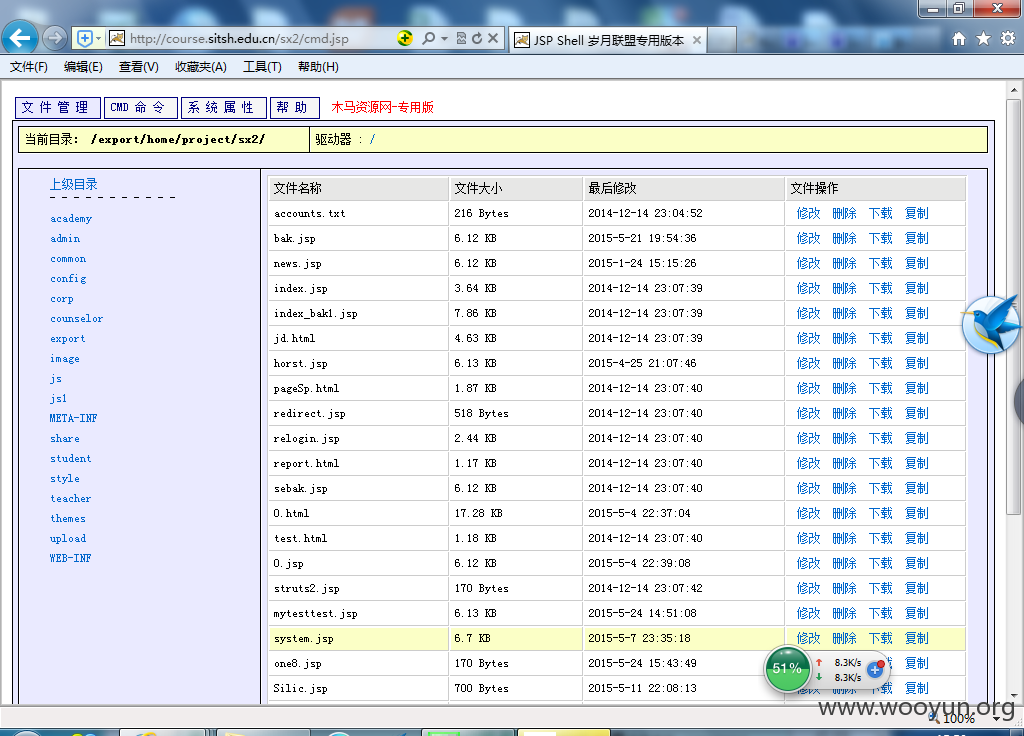 http://course.sitsh.edu.cn/sx2/cmd.jsp
JSP Shell 岁月联盟专用版本
文件(F) 编辑(E) 查看(V) 收藏夹(A) 工具(T) 帮助(H)
文件管理 CMD命令 系统属性 帮助 木马资源网-专用版
当前目录: /export/home/project/sx2/ 驱动器 : /
上级目录
- - - - - - - - - - -
academy
admin
common
config
corp
counselor
export
image
js
js1
META-INF
share
student
style
teacher
themes
upload
WEB-INF
文件名称 文件大小 最后修改 文件操作
accounts.txt 216 Bytes 2014-12-14 23:04:52 修改 删除 下载 复制
bak.jsp 6.12 KB 2015-5-21 19:54:36 修改 删除 下载 复制
news.jsp 6.12 KB 2015-1-24 15:15:26 修改 删除 下载 复制
index.jsp 3.64 KB 2014-12-14 23:07:39 修改 删除 下载 复制
index_bak1.jsp 7.86 KB 2014-12-14 23:07:39 修改 删除 下载 复制
jd.html 4.63 KB 2014-12-14 23:07:39 修改 删除 下载 复制
horst.jsp 6.13 KB 2015-4-25 21:07:46 修改 删除 下载 复制
pageSp.html 1.87 KB 2014-12-14 23:07:40 修改 删除 下载 复制
redirect.jsp 518 Bytes 2014-12-14 23:07:40 修改 删除 下载 复制
relogin.jsp 2.44 KB 2014-12-14 23:07:40 修改 删除 下载 复制
report.html 1.17 KB 2014-12-14 23:07:40 修改 删除 下载 复制
sebak.jsp 6.12 KB 2014-12-14 23:07:40 修改 删除 下载 复制
0.html 17.28 KB 2015-5-4 22:37:04 修改 删除 下载 复制
test.html 1.18 KB 2014-12-14 23:07:40 修改 删除 下载 复制
0.jsp 6.12 KB 2015-5-4 22:39:08 修改 删除 下载 复制
struts2.jsp 170 Bytes 2014-12-14 23:07:42 修改 删除 下载 复制
mytesttest.jsp 6.13 KB 2015-5-24 14:51:08 修改 删除 下载 复制
system.jsp 6.7 KB 2015-5-7 23:35:18 修改 删除 下载 复制
one8.jsp 170 Bytes 2015-5-24 15:43:49 复制
Silic.jsp 700 Bytes 2015-5-11 22:08:13 修改 删除 下载 复制
51% 8.3K/s
8.3K/s
www.wooyun.org
100%